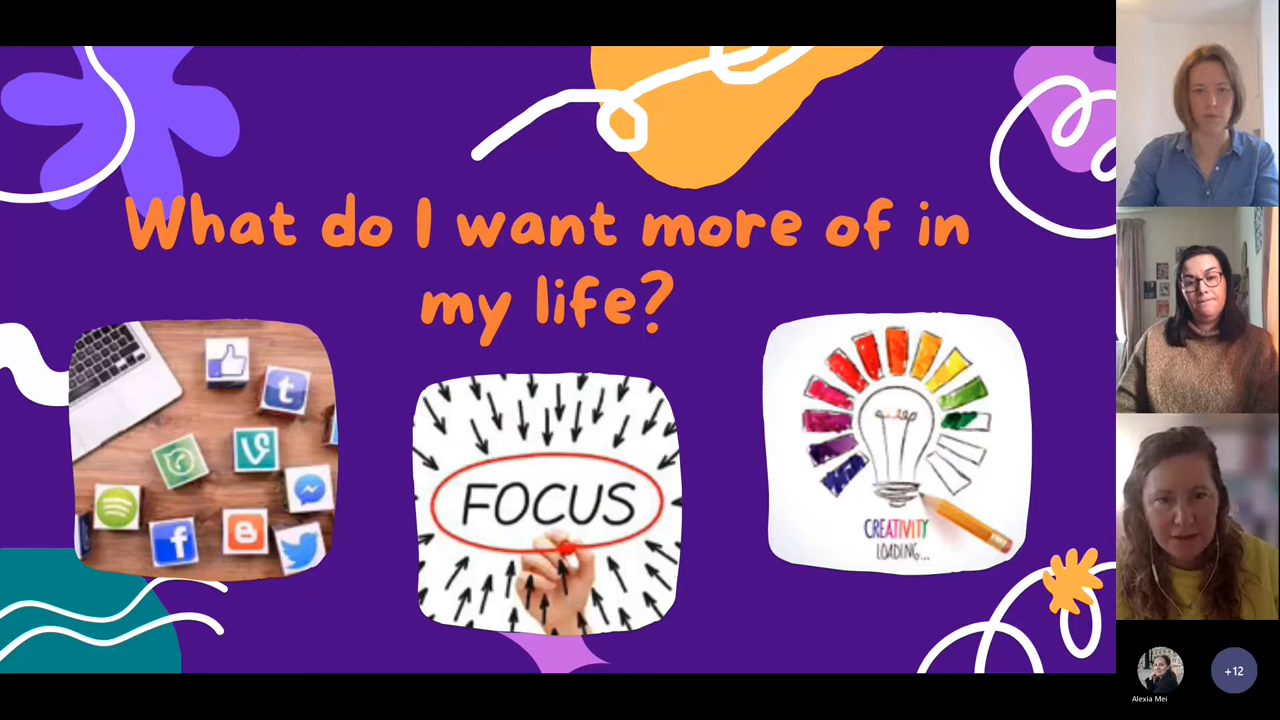 What do I want more of in
my life?
FOCUS
CREATIVITY
LOADING...
Alexia Mei
+12